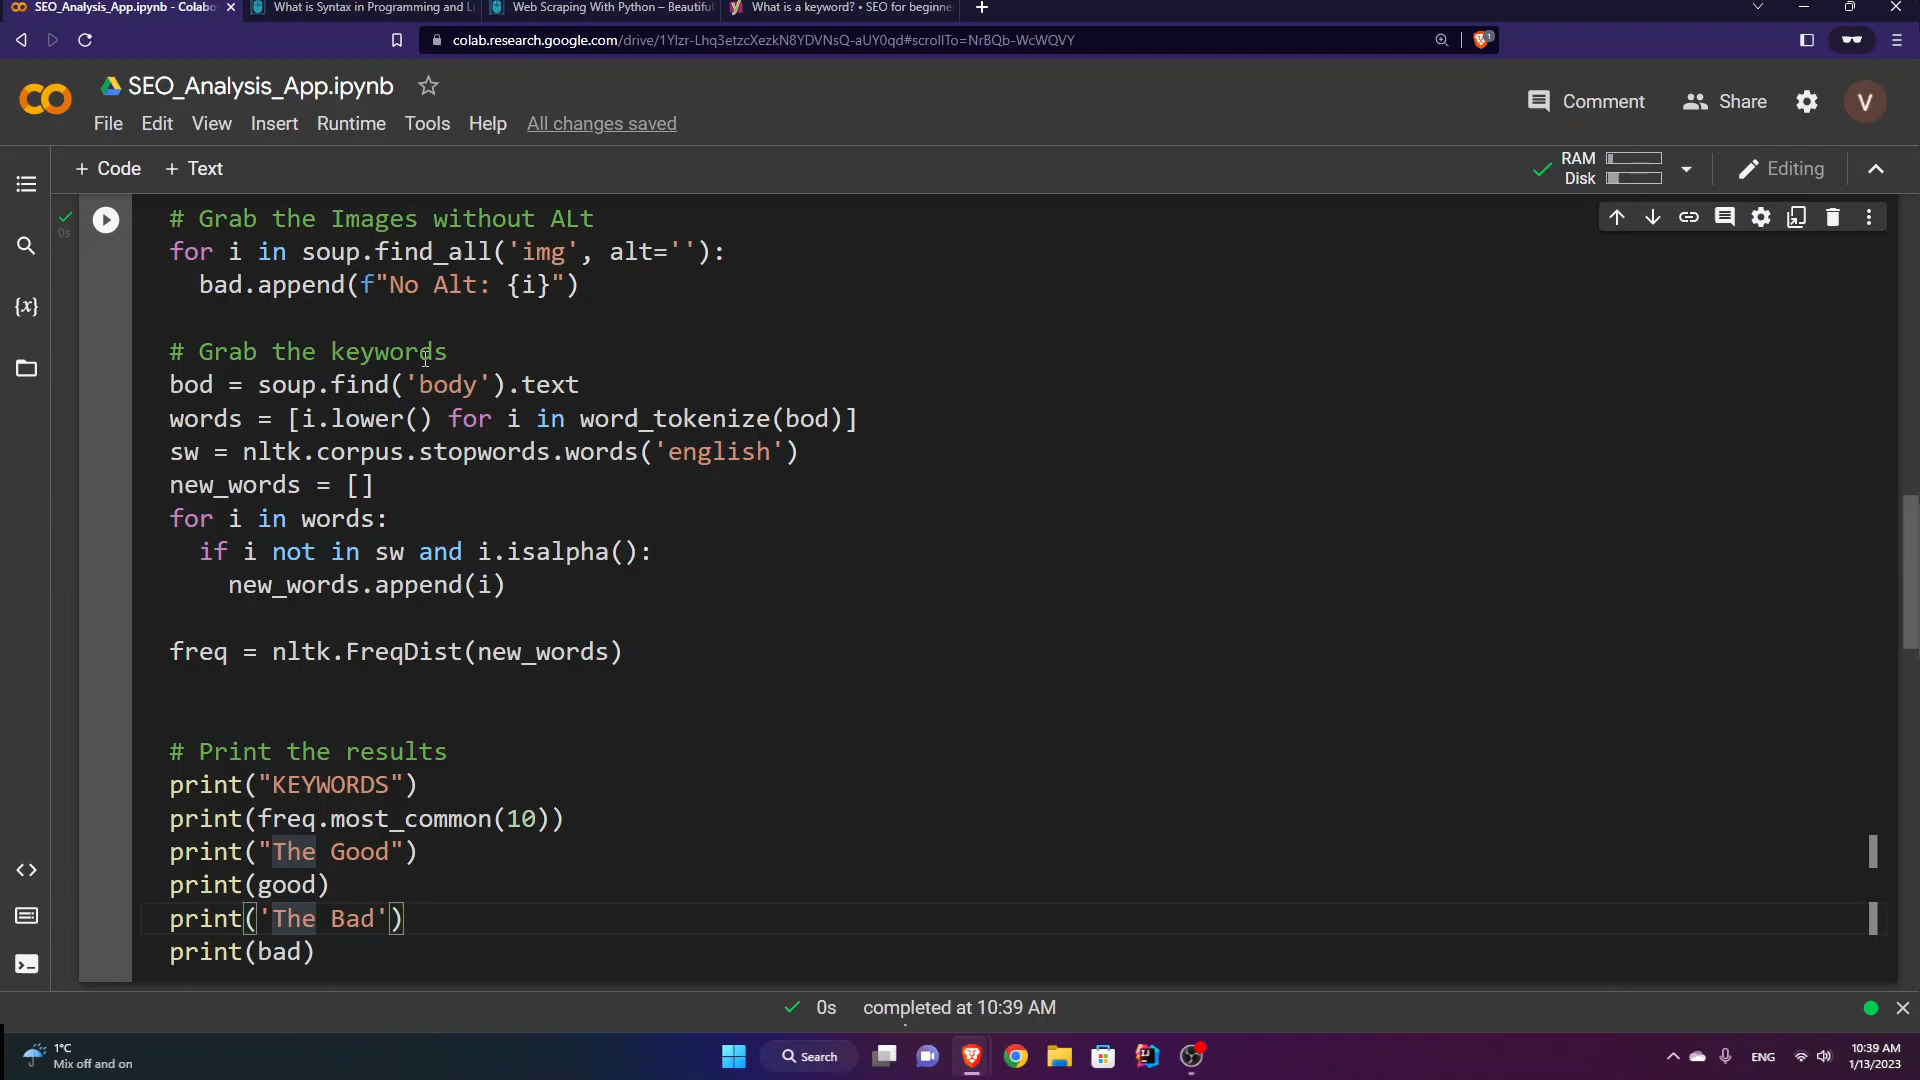 SEO_Analysis_App.ipynb - Colabo
What is Syntax in Programming and Li
Web Scraping With Python – Beautiful
What is a keyword? • SEO for beginne
colab.research.google.com/drive/1Ylzr-Lhq3etzcXezkN8YDVNsQ-aUY0qd#scrollTo=NrBQb-WcWQVY
1
SEO_Analysis_App.ipynb
Comment
Share
V
File Edit View Insert Runtime Tools Help All changes saved
+ Code + Text
RAM
Disk
Editing
0s
# Grab the Images without ALt
for i in soup.find_all('img', alt=''):
bad.append(f"No Alt: {i}")
{x}
# Grab the keywords
bod = soup.find('body').text
words = [i.lower() for i in word_tokenize(bod)]
sw = nltk.corpus.stopwords.words('english')
new_words = []
for i in words:
if i not in sw and i.isalpha():
new_words.append(i)
freq = nltk.FreqDist(new_words)
# Print the results
print("KEYWORDS")
print(freq.most_common(10))
print("The Good")
print(good)
print('The Bad')
print(bad)
0s completed at 10:39 AM
1°C
Mix off and on
Search
ENG
10:39 AM
1/13/2023